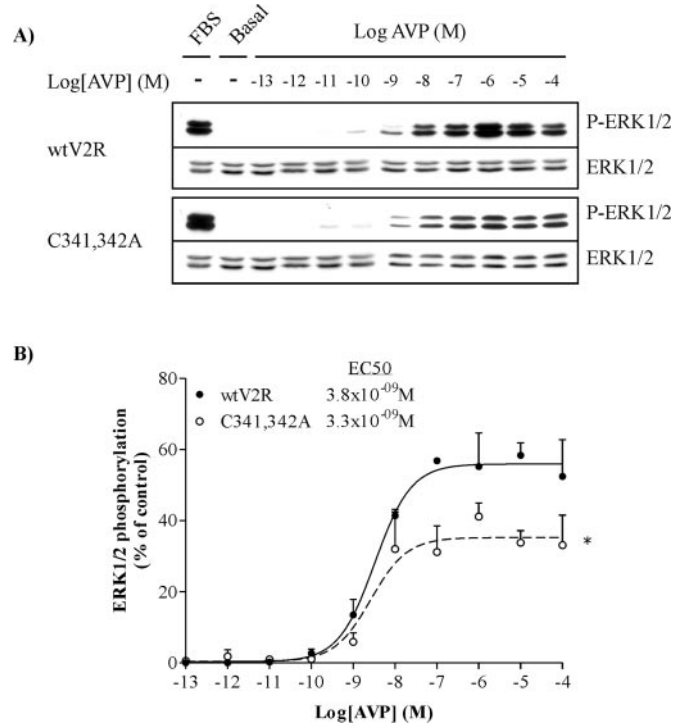 A)
FBS
Basal
Log AVP (M)
Log[AVP] (M) - - -13 -12 -11 -10 -9 -8 -7 -6 -5 -4
wtV2R
P-ERK1/2
ERK1/2
C341,342A
P-ERK1/2
ERK1/2
B)
EC50
wtV2R 3.8x10⁻⁰⁹M
C341,342A 3.3x10⁻⁰⁹M
ERK1/2 phosphorylation
(% of control)
80
60
40
20
0
*
-13 -12 -11 -10 -9 -8 -7 -6 -5 -4
Log[AVP] (M)